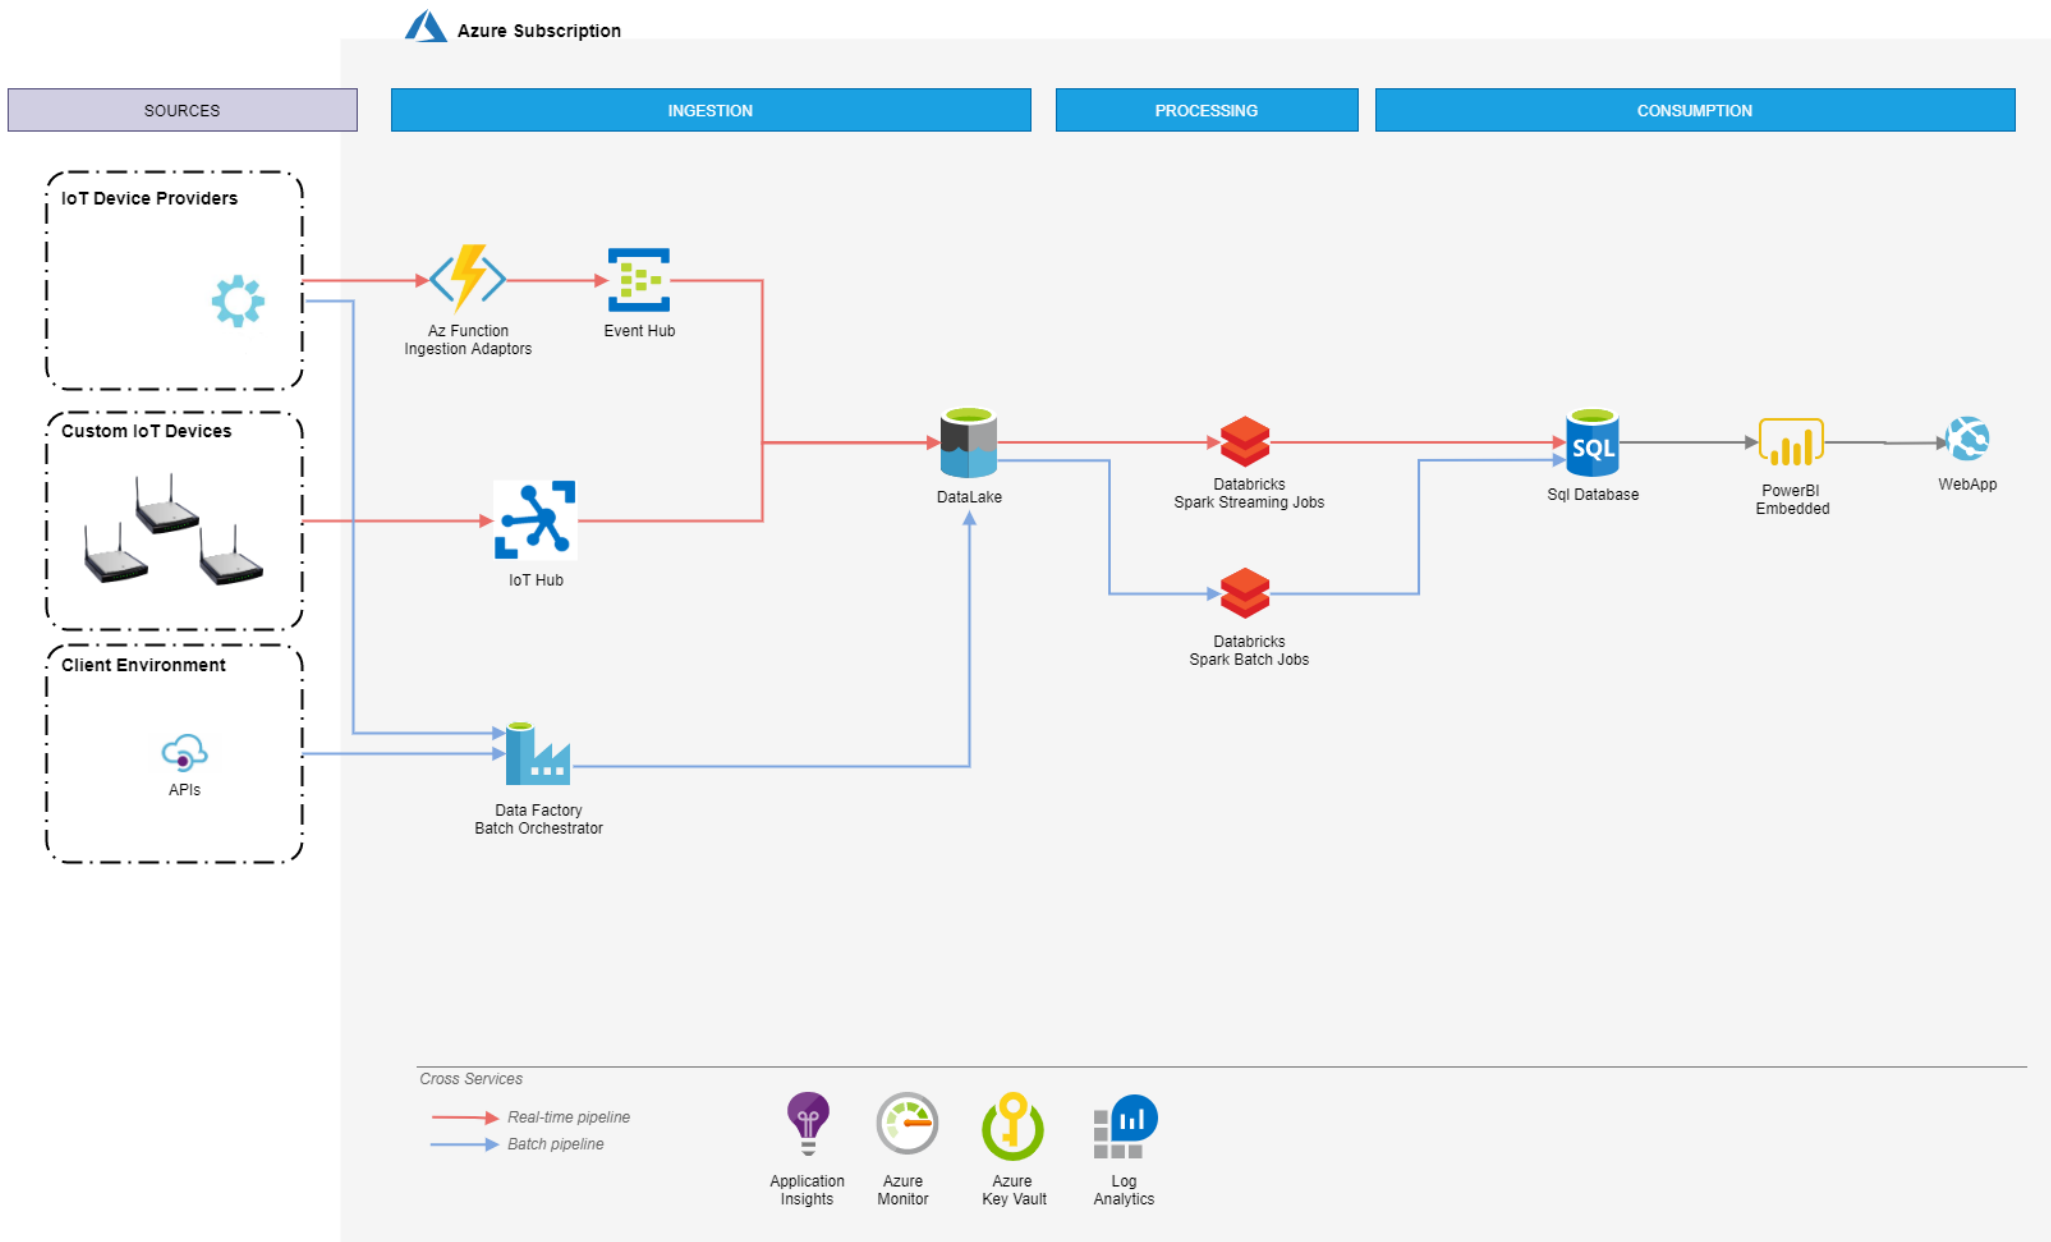 Azure Subscription
SOURCES
INGESTION
PROCESSING
CONSUMPTION
IoT Device Providers
Az Function
Ingestion Adaptors
Event Hub
Custom IoT Devices
IoT Hub
DataLake
Databricks
Spark Streaming Jobs
SQL
Sql Database
PowerBI
Embedded
WebApp
Databricks
Spark Batch Jobs
Client Environment
APIs
Data Factory
Batch Orchestrator
Cross Services
Real-time pipeline
Batch pipeline
Application
Insights
Azure
Monitor
Azure
Key Vault
Log
Analytics